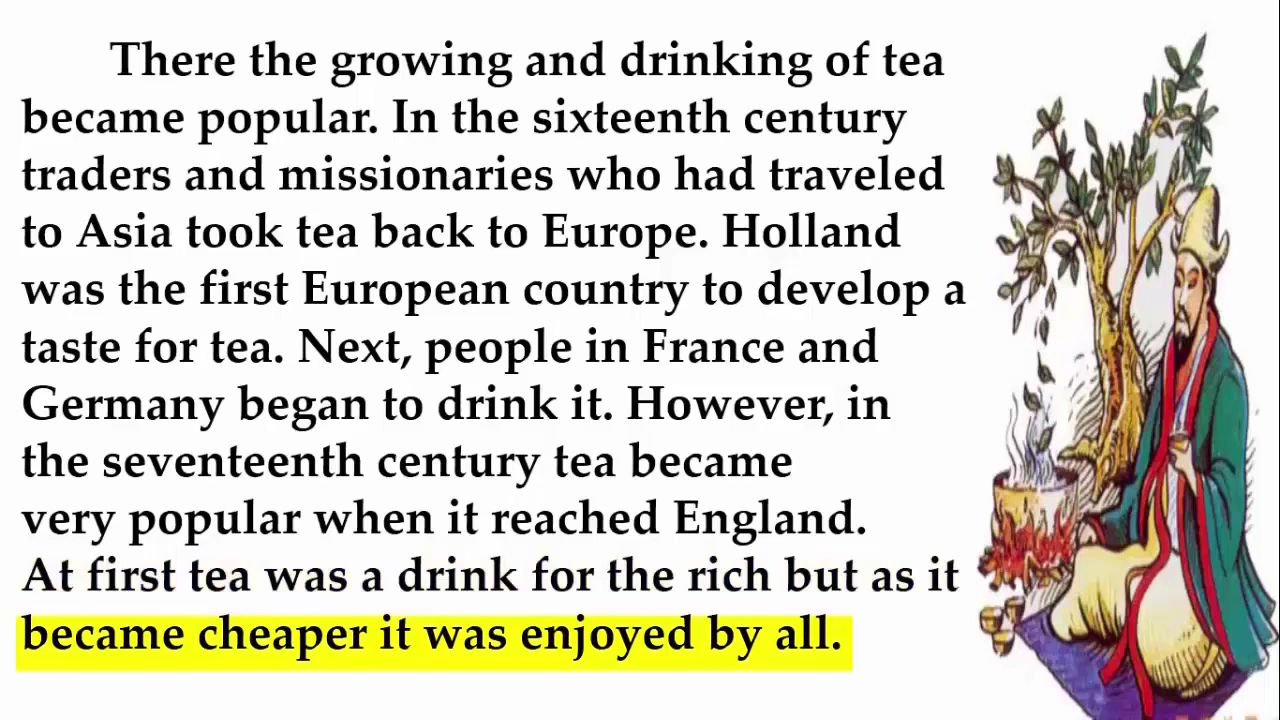 There the growing and drinking of tea
became popular. In the sixteenth century
traders and missionaries who had traveled
to Asia took tea back to Europe. Holland
was the first European country to develop a
taste for tea. Next, people in France and
Germany began to drink it. However, in
the seventeenth century tea became
very popular when it reached England.
At first tea was a drink for the rich but as it
became cheaper it was enjoyed by all.